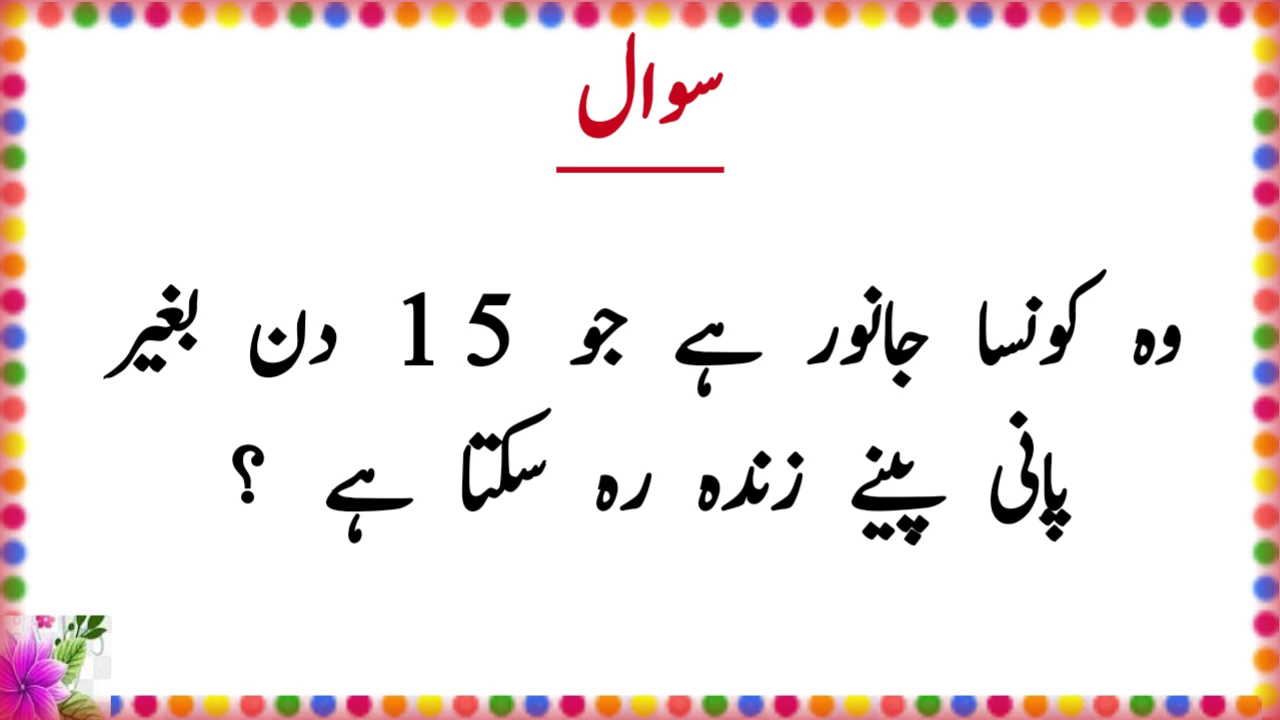 سوال
وہ کونسا جانور ہے جو 15 دن بغیر
پانی پینے زندہ رہ سکتا ہے ؟